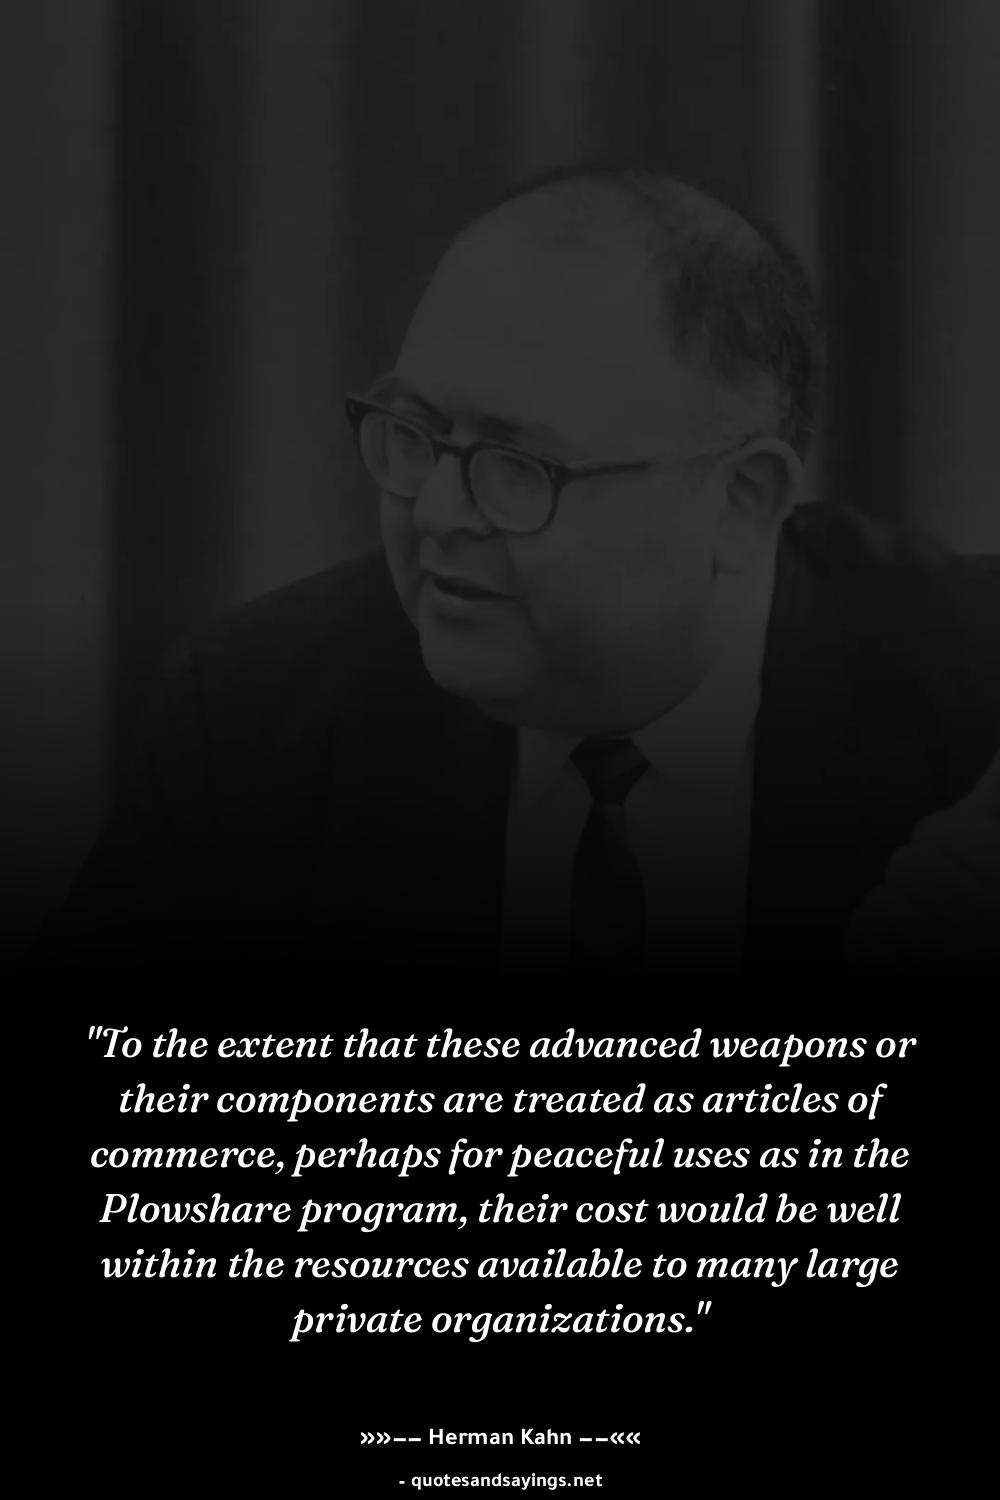 "To the extent that these advanced weapons or
their components are treated as articles of
commerce, perhaps for peaceful uses as in the
Plowshare program, their cost would be well
within the resources available to many large
private organizations."
»»−− Herman Kahn −−««
- quotesandsayings.net